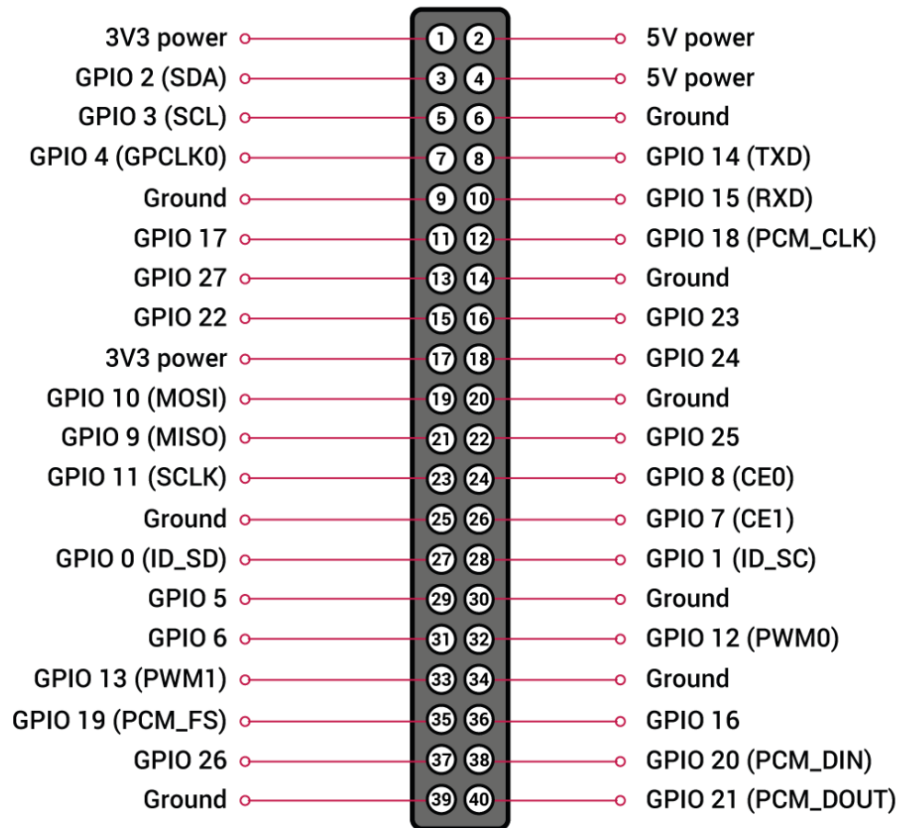 3V3 power 1 2 5V power
GPIO 2 (SDA) 3 4 5V power
GPIO 3 (SCL) 5 6 Ground
GPIO 4 (GPCLK0) 7 8 GPIO 14 (TXD)
Ground 9 10 GPIO 15 (RXD)
GPIO 17 11 12 GPIO 18 (PCM_CLK)
GPIO 27 13 14 Ground
GPIO 22 15 16 GPIO 23
3V3 power 17 18 GPIO 24
GPIO 10 (MOSI) 19 20 Ground
GPIO 9 (MISO) 21 22 GPIO 25
GPIO 11 (SCLK) 23 24 GPIO 8 (CE0)
Ground 25 26 GPIO 7 (CE1)
GPIO 0 (ID_SD) 27 28 GPIO 1 (ID_SC)
GPIO 5 29 30 Ground
GPIO 6 31 32 GPIO 12 (PWM0)
GPIO 13 (PWM1) 33 34 Ground
GPIO 19 (PCM_FS) 35 36 GPIO 16
GPIO 26 37 38 GPIO 20 (PCM_DIN)
Ground 39 40 GPIO 21 (PCM_DOUT)